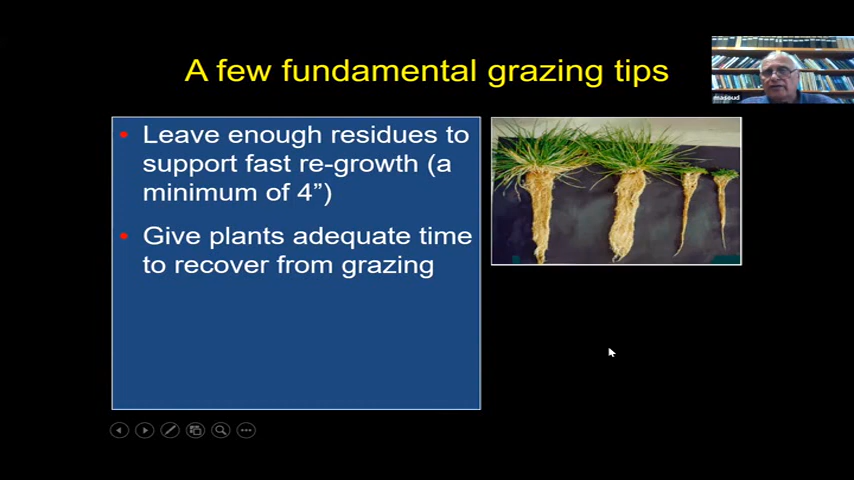 A few fundamental grazing tips
masoud
Leave enough residues to
support fast re-growth (a
minimum of 4”)
Give plants adequate time
to recover from grazing